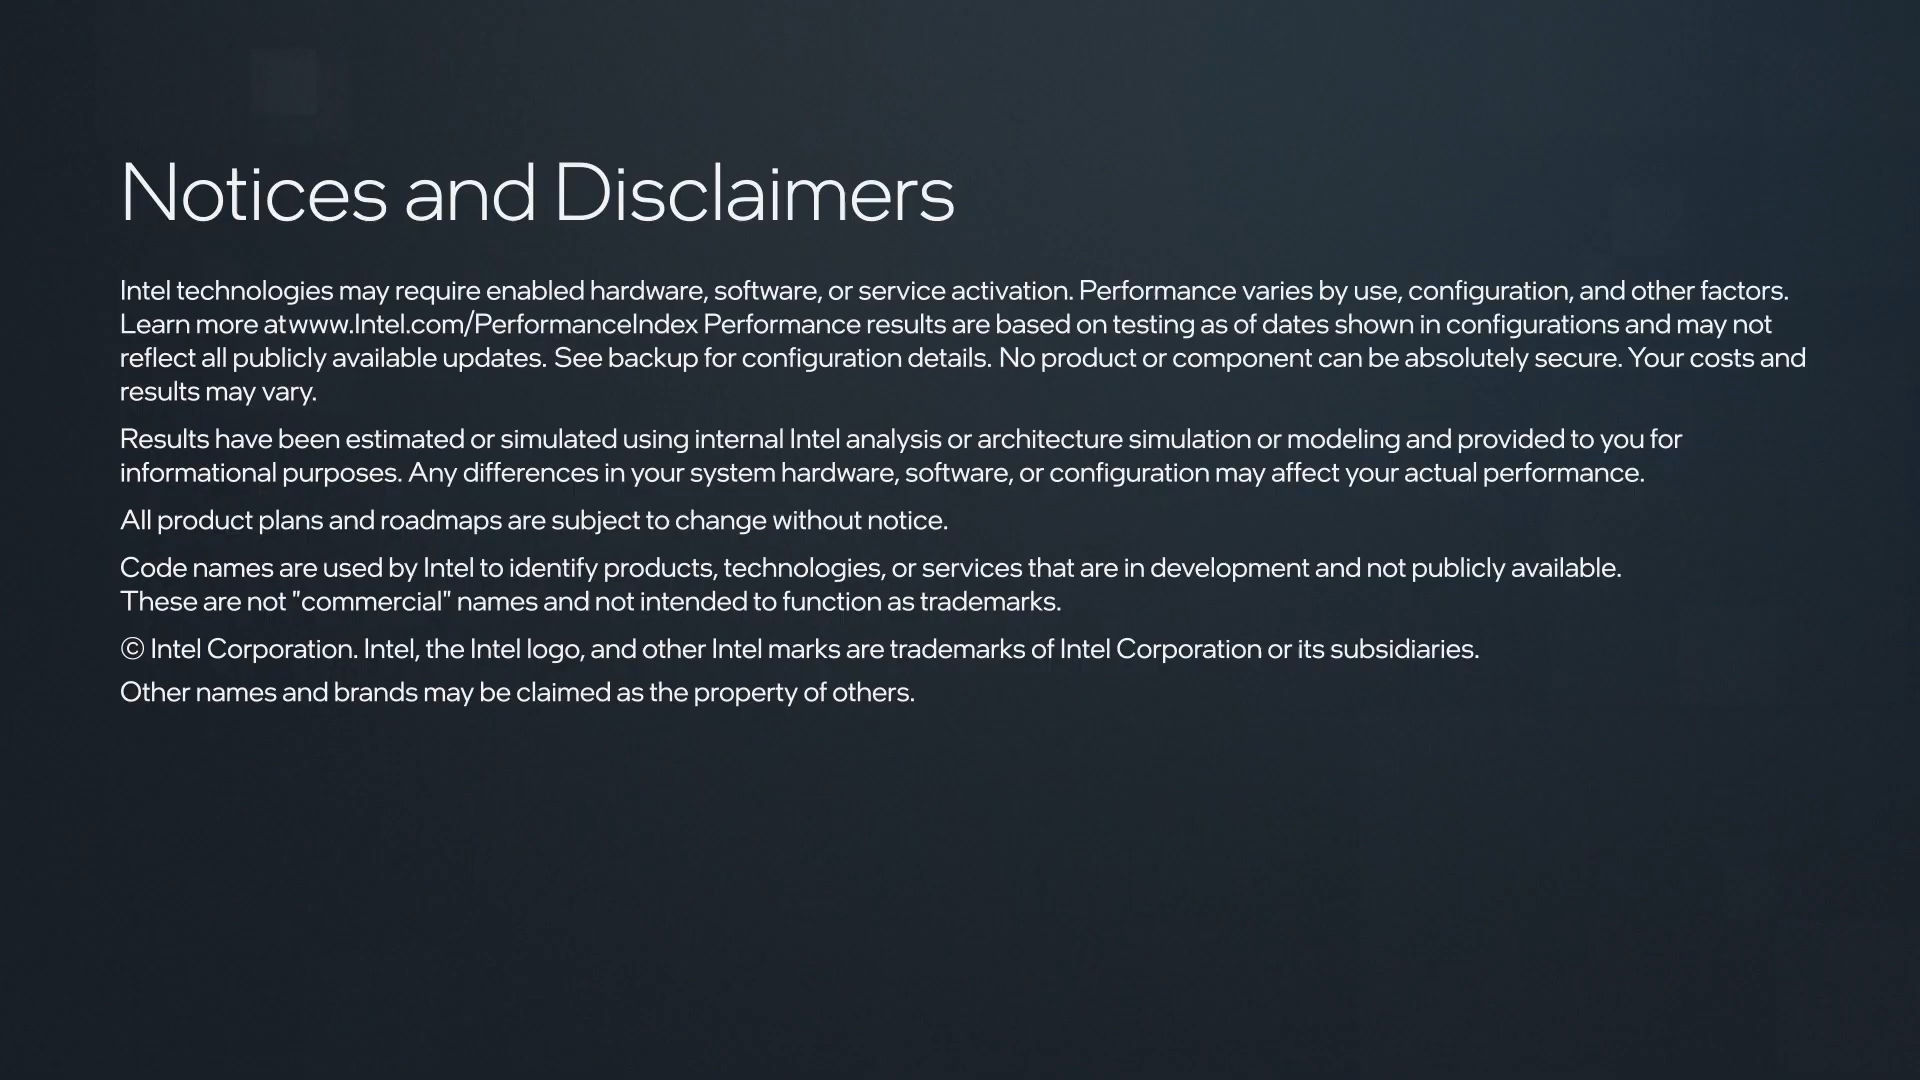 Notices and Disclaimers
Intel technologies may require enabled hardware, software, or service activation. Performance varies by use, configuration, and other factors.
Learn more atwww.Intel.com/PerformanceIndex Performance results are based on testing as of dates shown in configurations and may not
reflect all publicly available updates. See backup for configuration details. No product or component can be absolutely secure. Your costs and
results may vary.
Results have been estimated or simulated using internal Intel analysis or architecture simulation or modeling and provided to you for
informational purposes. Any differences in your system hardware, software, or configuration may affect your actual performance.
All product plans and roadmaps are subject to change without notice.
Code names are used by Intel to identify products, technologies, or services that are in development and not publicly available.
These are not "commercial" names and not intended to function as trademarks.
© Intel Corporation. Intel, the Intel logo, and other Intel marks are trademarks of Intel Corporation or its subsidiaries.
Other names and brands may be claimed as the property of others.